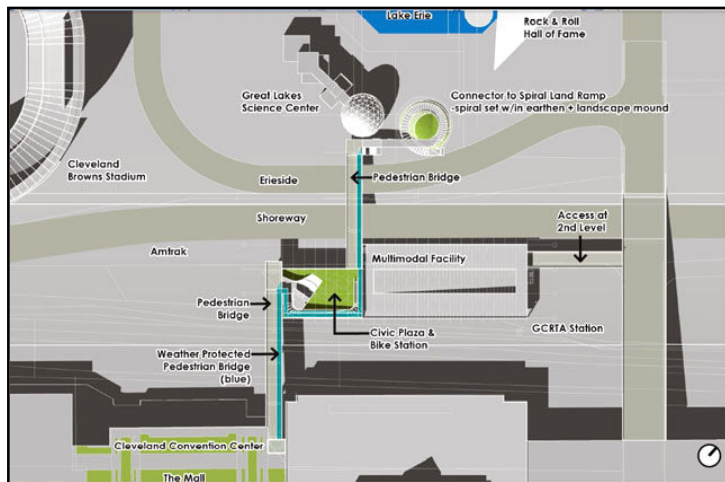 Lake Erie
Rock & Roll
Hall of Fame
Great Lakes
Science Center
Connector to Spiral Land Ramp
-spiral set w/in earthen + landscape mound
Cleveland
Browns Stadium
Pedestrian Bridge
Erieside
Shoreway
Access at
2nd Level
Amtrak
Multimodal Facility
Pedestrian
Bridge
Civic Plaza &
Bike Station
GCRTA Station
Weather Protected
Pedestrian Bridge
(blue)
Cleveland Convention Center
The Mall